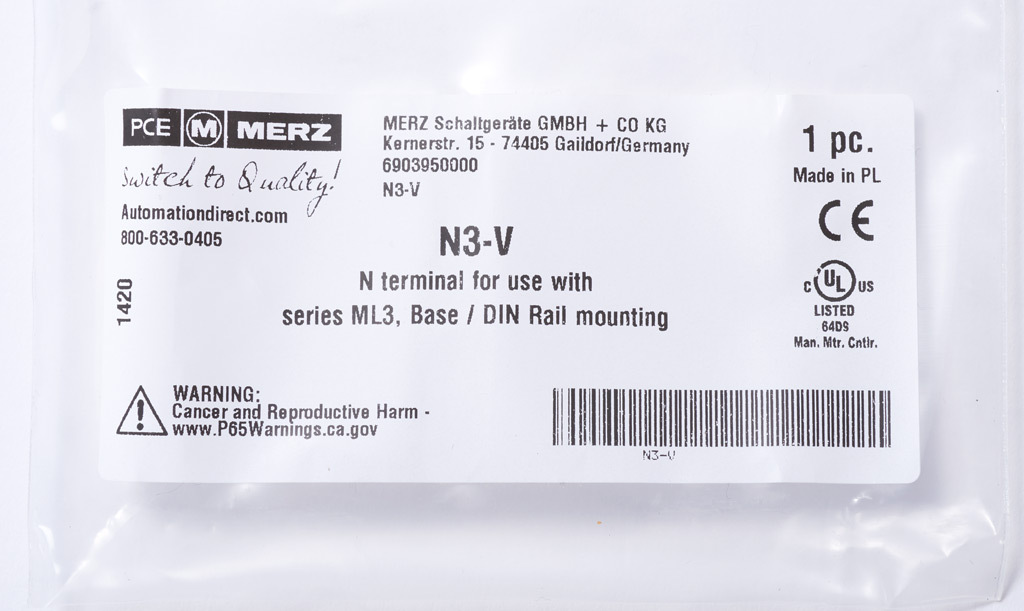 PCE M MERZ
Switch to Quality!
Automationdirect.com
800-633-0405
1420
MERZ Schaltgeräte GMBH + CO KG
Kernerstr. 15 - 74405 Gaildorf/Germany
6903950000
N3-V
N3-V
N terminal for use with
series ML3, Base / DIN Rail mounting
1 pc.
Made in PL
CE
C UL US
LISTED
64DS
Man. Mtr. Cntlr.
WARNING:
Cancer and Reproductive Harm -
www.P65Warnings.ca.gov
N3-V